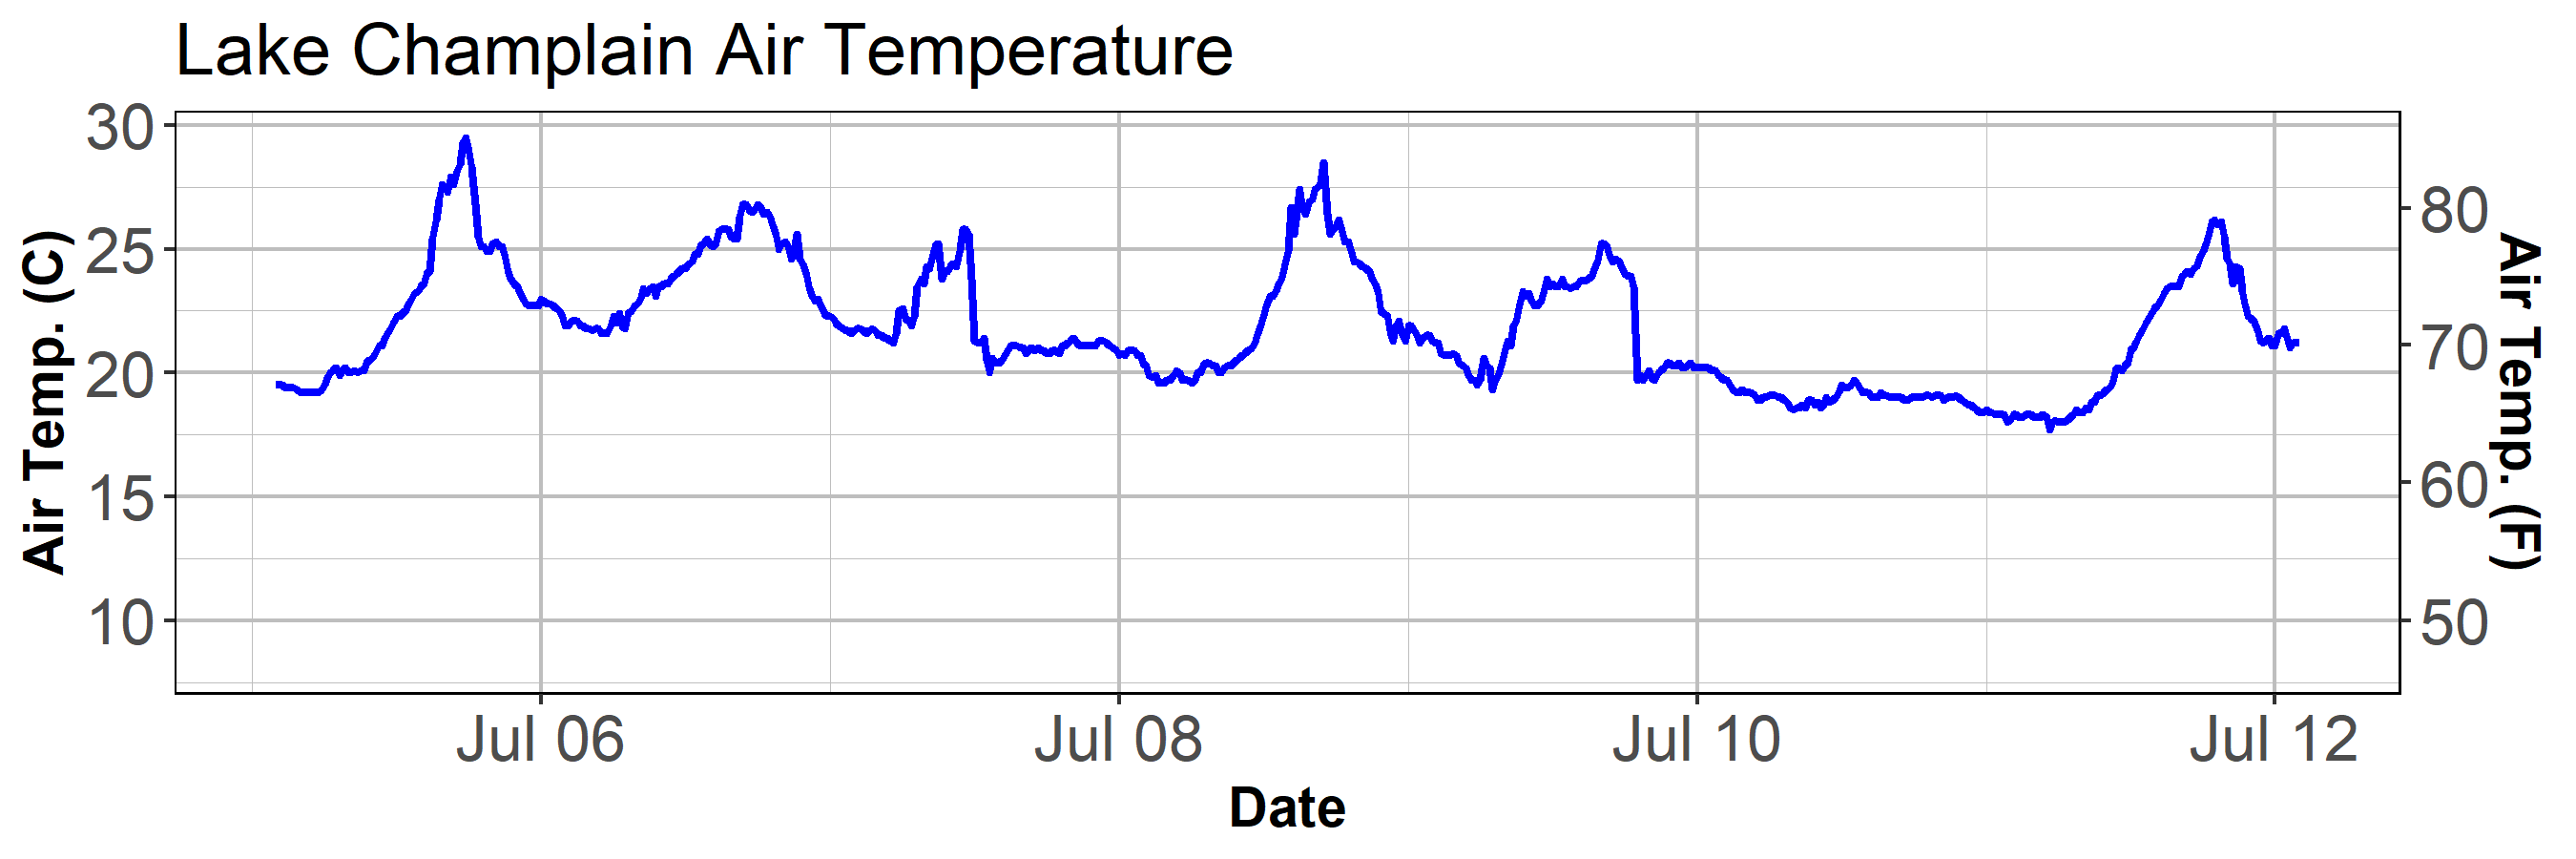 Lake Champlain Air Temperature
30
25
20
15
10
Air Temp. (C)
80
70
60
50
Air Temp. (F)
Jul 06 Jul 08 Jul 10 Jul 12
Date